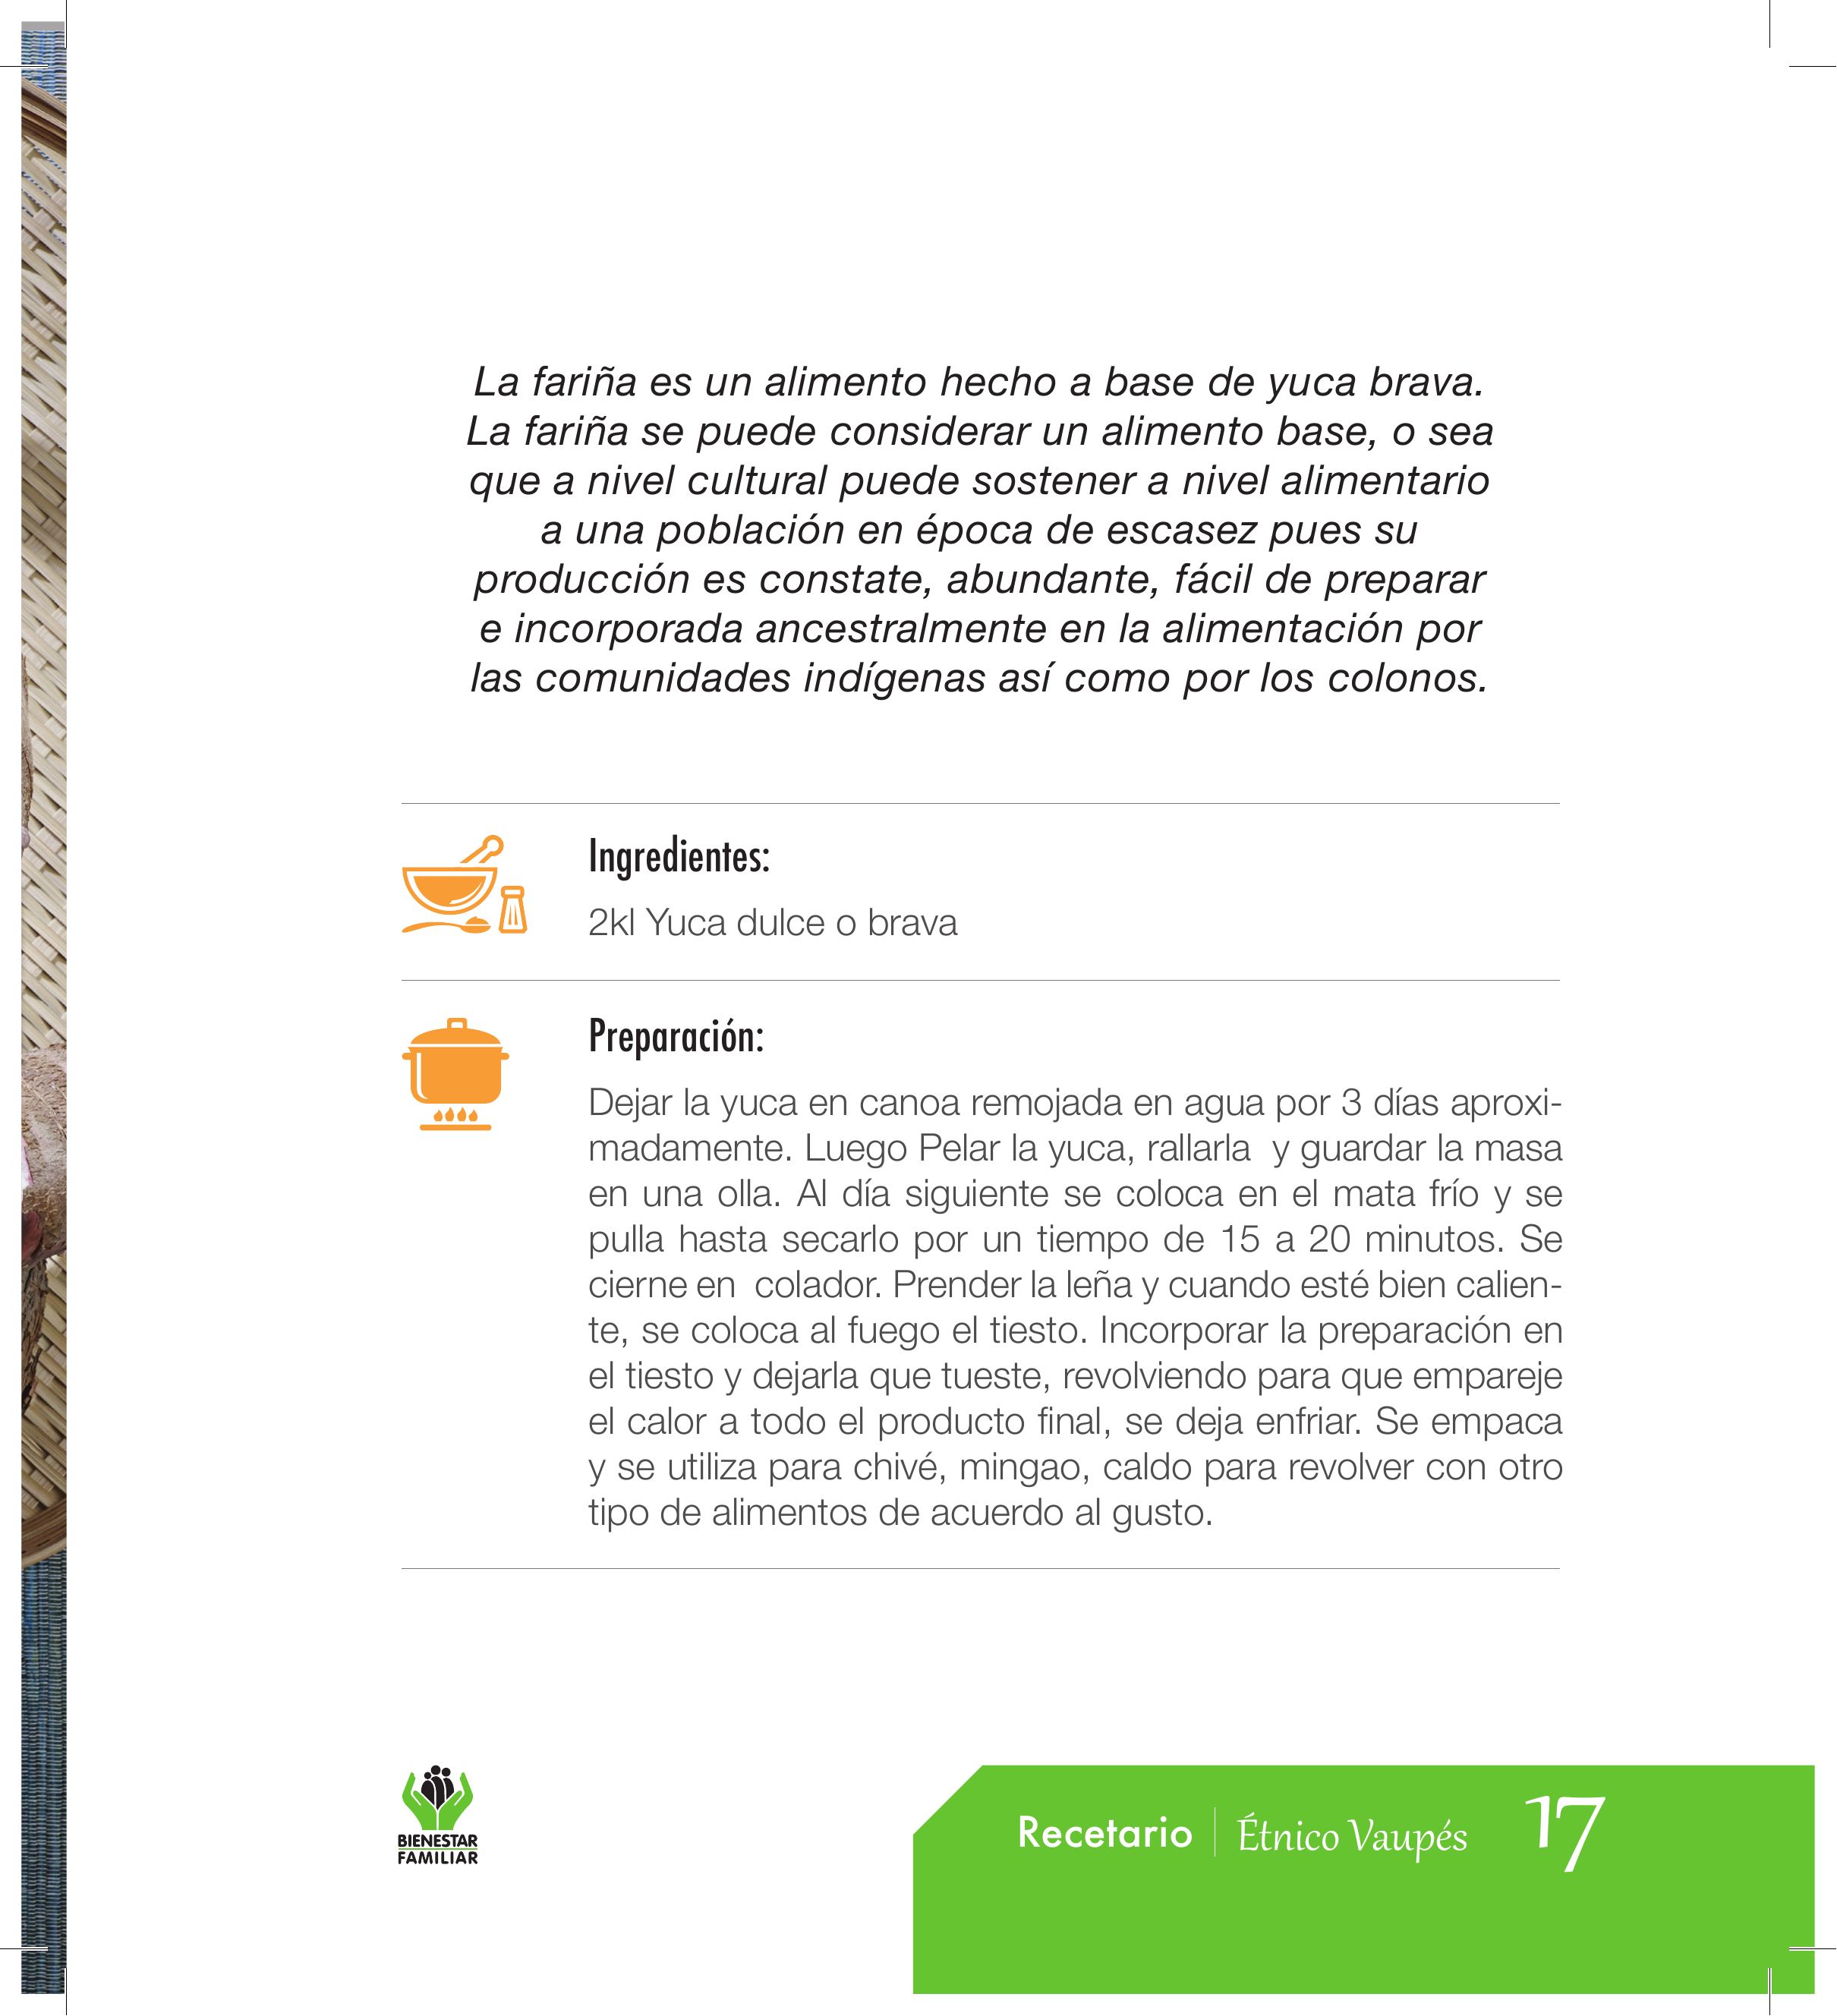 La fariña es un alimento hecho a base de yuca brava.
La fariña se puede considerar un alimento base, o sea
que a nivel cultural puede sostener a nivel alimentario
a una población en época de escasez pues su
producción es constate, abundante, fácil de preparar
e incorporada ancestralmente en la alimentación por
las comunidades indígenas así como por los colonos.
Ingredientes:
2kl Yuca dulce o brava
Preparación:
Dejar la yuca en canoa remojada en agua por 3 días aproxi-
madamente. Luego Pelar la yuca, rallarla  y guardar la masa
en una olla. Al día siguiente se coloca en el mata frío y se
pulla hasta secarlo por un tiempo de 15 a 20 minutos. Se
cierne en  colador. Prender la leña y cuando esté bien calien-
te, se coloca al fuego el tiesto. Incorporar la preparación en
el tiesto y dejarla que tueste, revolviendo para que empareje
el calor a todo el producto final, se deja enfriar. Se empaca
y se utiliza para chivé, mingao, caldo para revolver con otro
tipo de alimentos de acuerdo al gusto.
BIENESTAR
FAMILIAR
Recetario | Étnico Vaupés 17